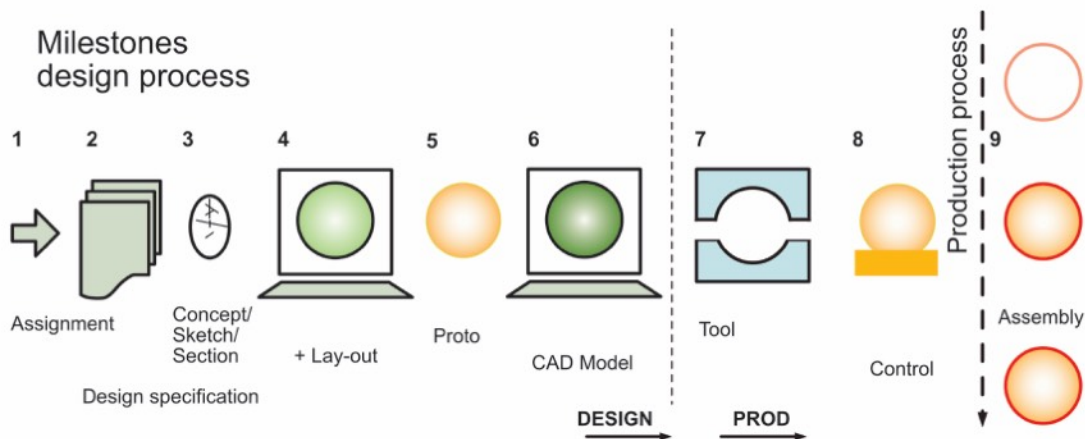 Milestones
design process
1
2
3
4
5
6
7
8
9
Production process
Assignment
Concept/
Sketch/
Section
+ Lay-out
Proto
CAD Model
Tool
Control
Assembly
Design specification
DESIGN
PROD